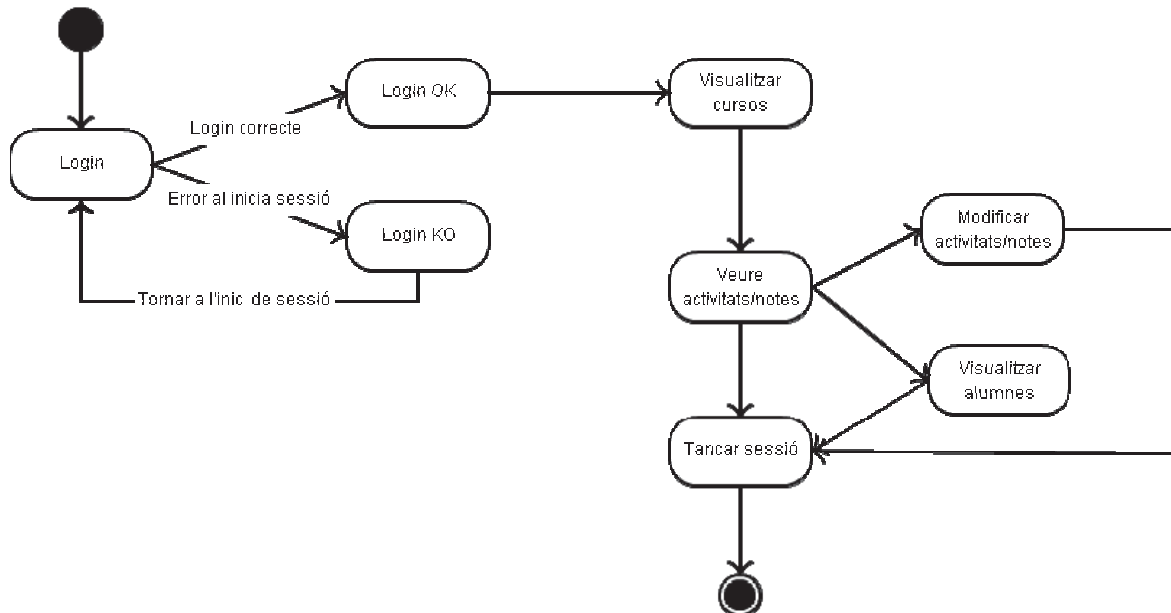 Login
Login correcte
Error al inicia sessió
Login OK
Login KO
Tornar a l'inici de sessió
Visualitzar
cursos
Veure
activitats/notes
Modificar
activitats/notes
Visualitzar
alumnes
Tancar sessió